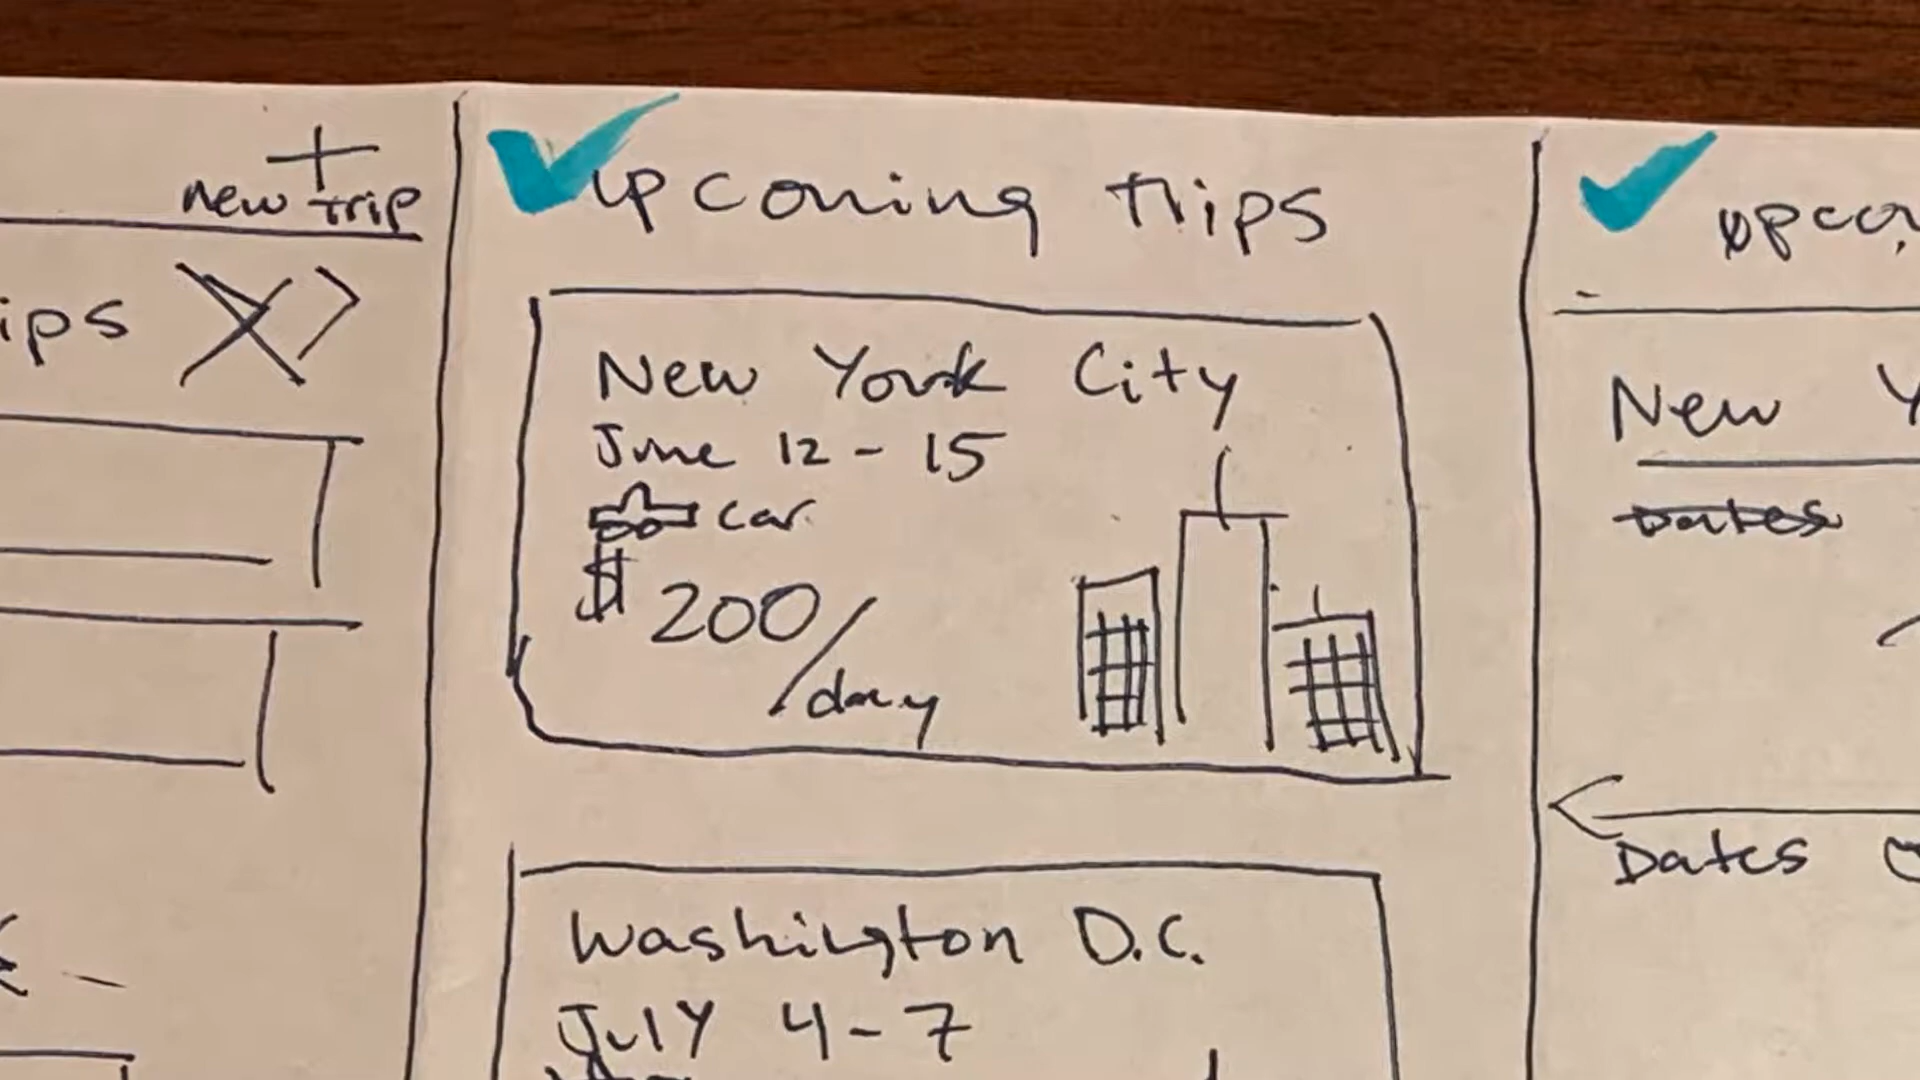 +
new trip
ips
upcoming trips
New York City
June 12 - 15
car
$200/day
Washington D.C.
July 4 - 7
upco
New Y
Dates
Dates